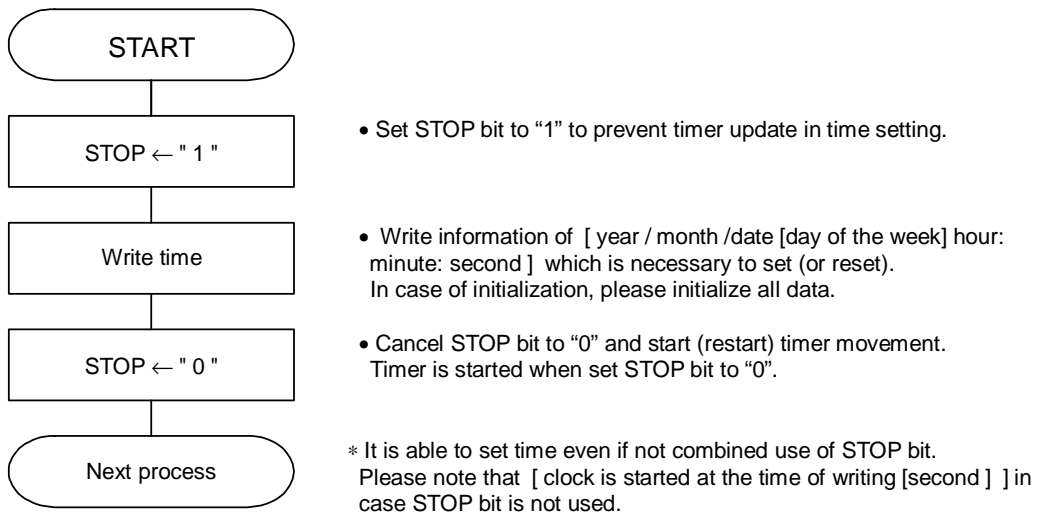 START
STOP ← " 1 "
• Set STOP bit to “1” to prevent timer update in time setting.
Write time
• Write information of [ year / month /date [day of the week] hour:
minute: second ] which is necessary to set (or reset).
In case of initialization, please initialize all data.
STOP ← " 0 "
• Cancel STOP bit to “0” and start (restart) timer movement.
Timer is started when set STOP bit to “0”.
Next process
* It is able to set time even if not combined use of STOP bit.
Please note that [ clock is started at the time of writing [second ] ] in
case STOP bit is not used.